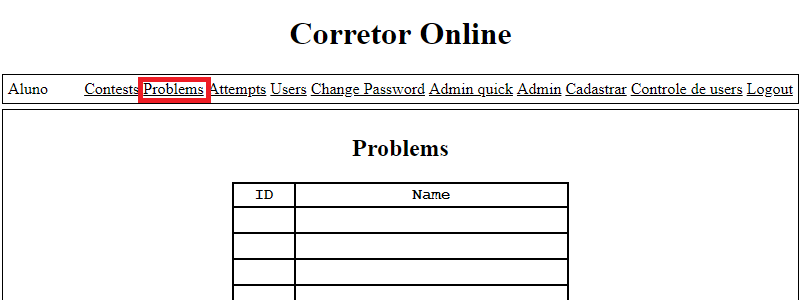 Corretor Online
Aluno Contests Problems Attempts Users Change Password Admin quick Admin Cadastrar Controle de users Logout
Problems
ID Name